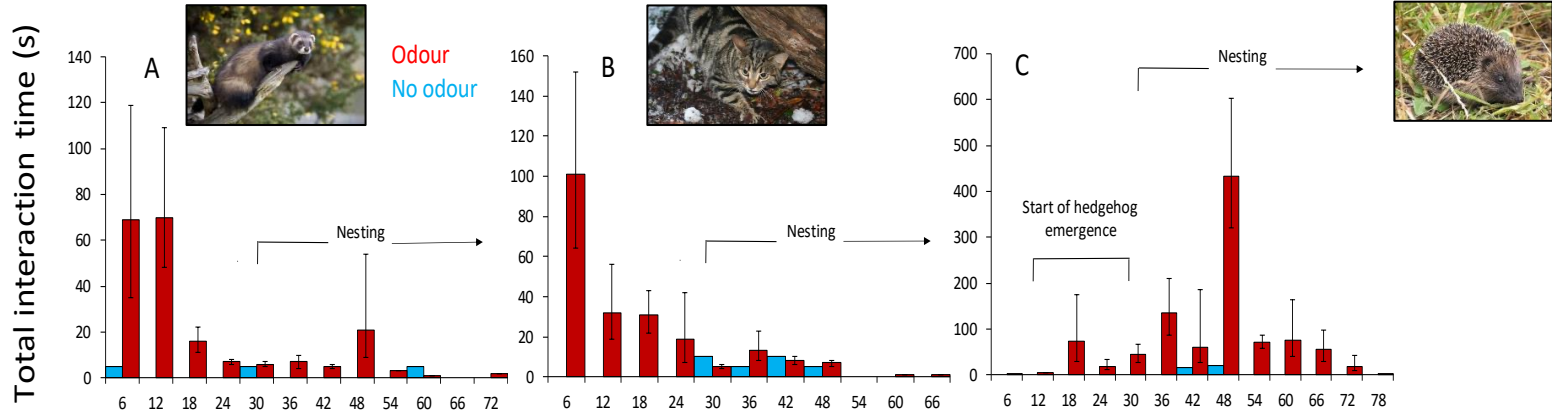 Total interaction time (s)
A
Odour
No odour
140
120
100
80
60
40
20
0
Nesting
6 12 18 24 30 36 42 48 54 60 66 72
B
160
140
120
100
80
60
40
20
0
Nesting
6 12 18 24 30 36 42 48 54 60 66
C
700
600
500
400
300
200
100
0
Nesting
Start of hedgehog
emergence
6 12 18 24 30 36 42 48 54 60 66 72 78